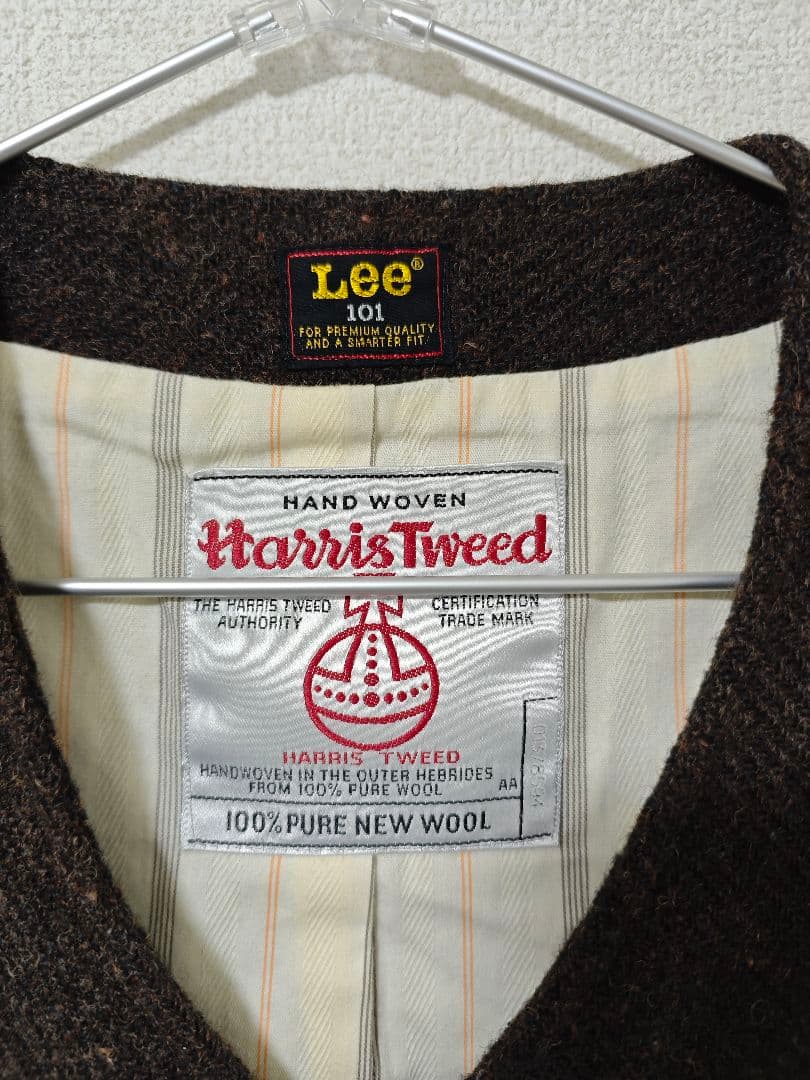 Lee®
101
FOR PREMIUM QUALITY
AND A SMARTER FIT.
HAND WOVEN
Harris Tweed
THE HARRIS TWEED
AUTHORITY
CERTIFICATION
TRADE MARK
HARRIS TWEED
HANDWOVEN IN THE OUTER HEBRIDES
FROM 100% PURE WOOL
AA
100% PURE NEW WOOL